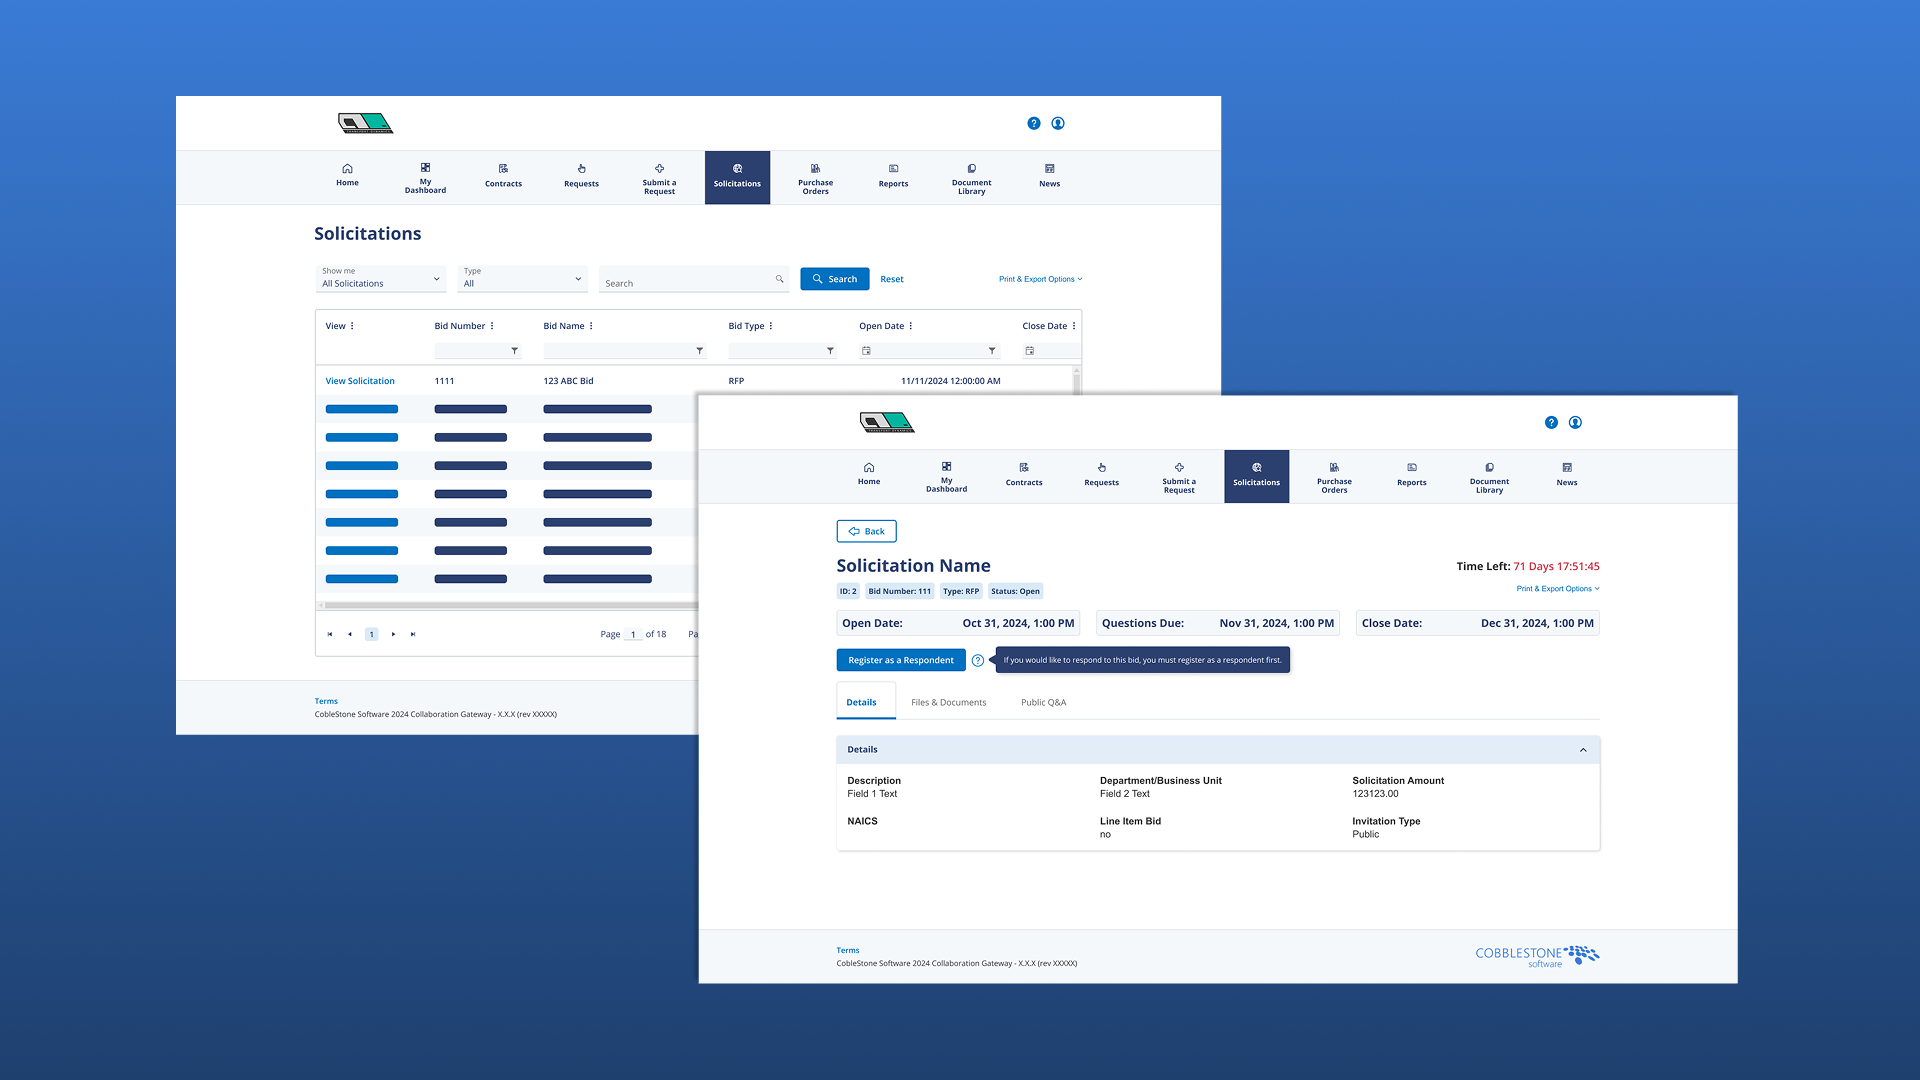 Home
My
Dashboard
Contracts
Requests
Submit a
Request
Solicitations
Purchase
Orders
Reports
Document
Library
News
Solicitations
Show me
All Solicitations
Type
All
Search
Search
Reset
Print & Export Options
View
Bid Number
Bid Name
Bid Type
Open Date
Close Date
View Solicitation
1111
123 ABC Bid
RFP
11/11/2024 12:00:00 AM
1
Page 1 of 18
Pa
Terms
CobleStone Software 2024 Collaboration Gateway - X.X.X (rev XXXXX)
Home
My
Dashboard
Contracts
Requests
Submit a
Request
Solicitations
Purchase
Orders
Reports
Document
Library
News
Back
Solicitation Name
Time Left: 71 Days 17:51:45
ID: 2
Bid Number: 111
Type: RFP
Status: Open
Print & Export Options
Open Date: Oct 31, 2024, 1:00 PM
Questions Due: Nov 31, 2024, 1:00 PM
Close Date: Dec 31, 2024, 1:00 PM
Register as a Respondent
?
If you would like to respond to this bid, you must register as a respondent first.
Details
Files & Documents
Public Q&A
Details
Description
Field 1 Text
Department/Business Unit
Field 2 Text
Solicitation Amount
123123.00
NAICS
Line Item Bid
no
Invitation Type
Public
Terms
CobleStone Software 2024 Collaboration Gateway - X.X.X (rev XXXXX)
COBBLESTONE
software